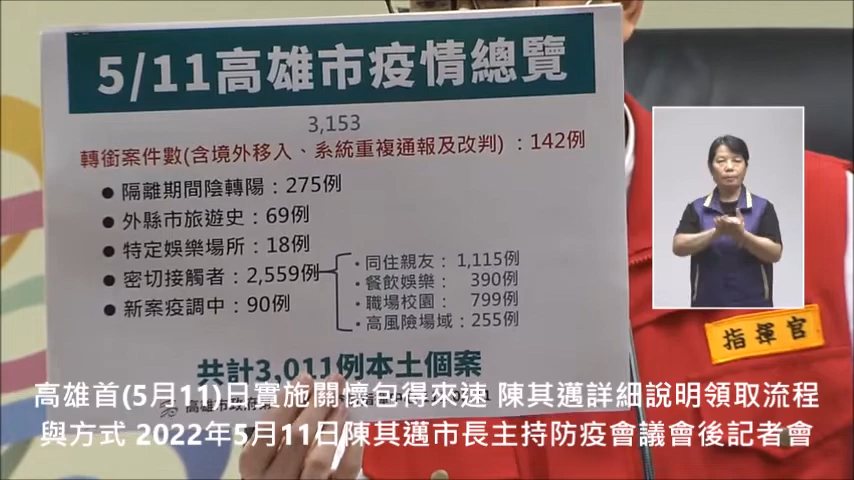 5/11高雄市疫情總覽
3,153
轉銜案件數(含境外移入、系統重複通報及改判)：142例
● 隔離期間陰轉陽：275例
● 外縣市旅遊史：69例
● 特定娛樂場所：18例
● 密切接觸者：2,559例
● 新案疫調中：90例
• 同住親友： 1,115例
• 餐飲娛樂： 390例
• 職場校園： 799例
• 高風險場域：255例
共計3,011例本土個案
高雄市政府
指揮官
高雄首(5月11)日實施關懷包得來速 陳其邁詳細說明領取流程
與方式 2022年5月11日陳其邁市長主持防疫會議會後記者會